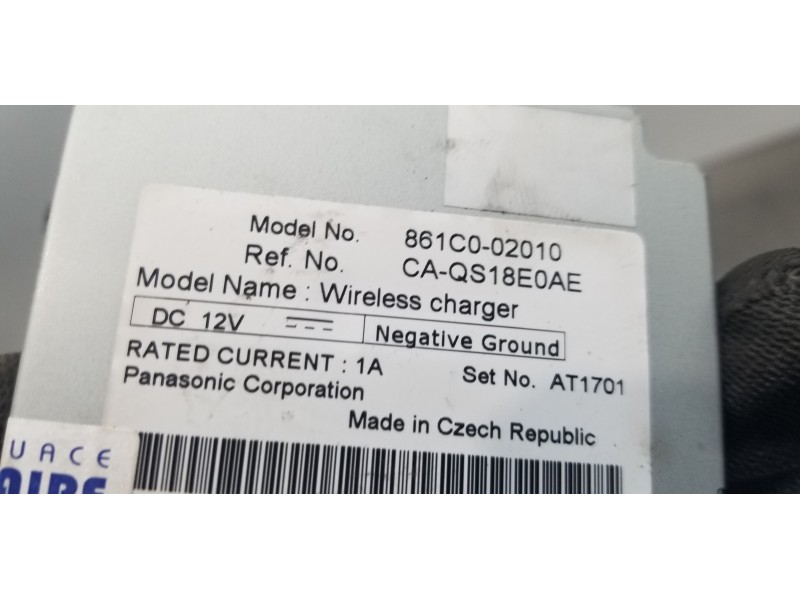 Model No. 861C0-02010
Ref. No. CA-QS18E0AE
Model Name : Wireless charger
DC 12V Negative Ground
RATED CURRENT : 1A Set No. AT1701
Panasonic Corporation
Made in Czech Republic
UACE